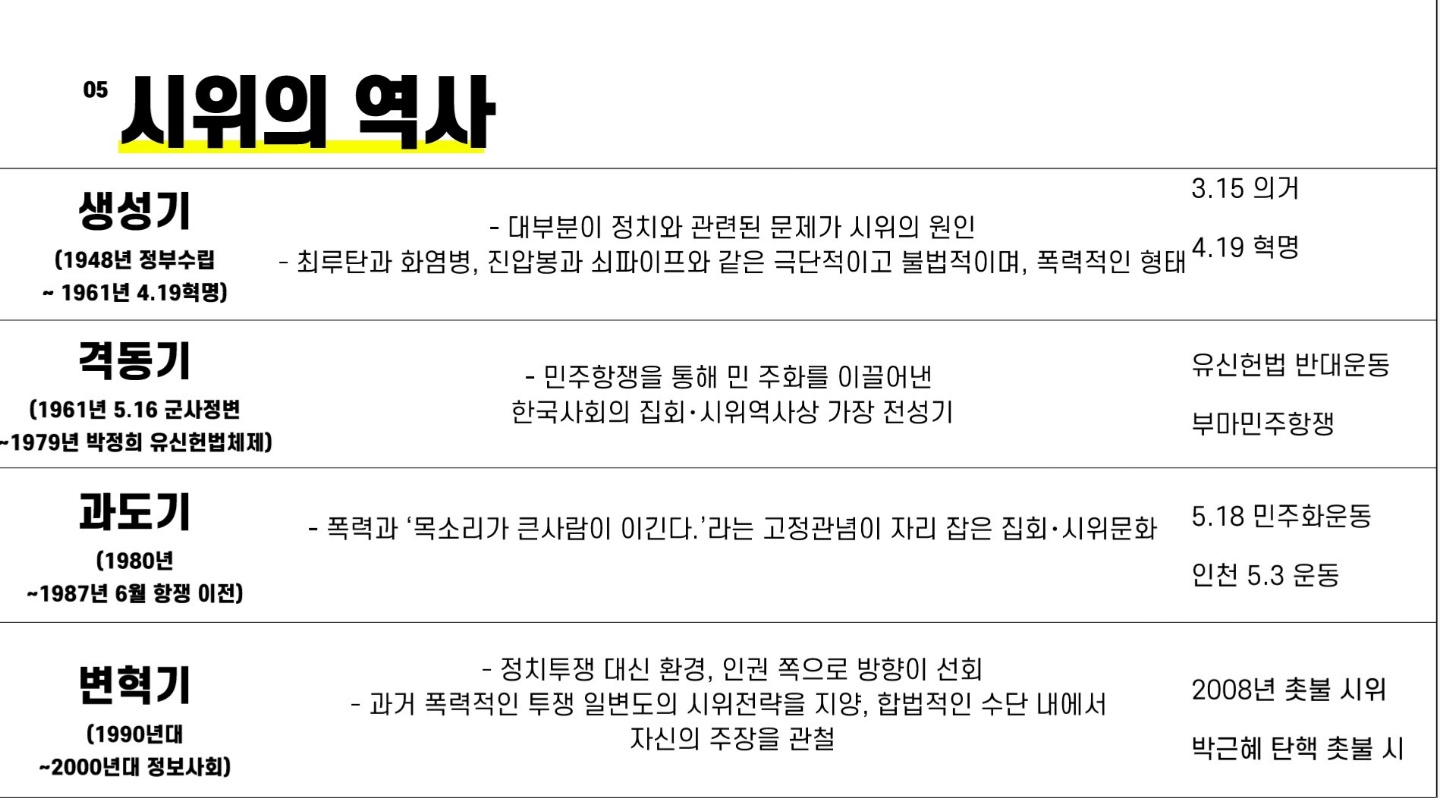 05 시위의 역사
생성기
(1948년 정부수립
~ 1961년 4.19혁명)
- 대부분이 정치와 관련된 문제가 시위의 원인
- 최루탄과 화염병, 진압봉과 쇠파이프와 같은 극단적이고 불법적이며, 폭력적인 형태
3.15 의거
4.19 혁명
격동기
(1961년 5.16 군사정변
~1979년 박정희 유신헌법체제)
- 민주항쟁을 통해 민 주화를 이끌어낸
한국사회의 집회·시위역사상 가장 전성기
유신헌법 반대운동
부마민주항쟁
과도기
(1980년
~1987년 6월 항쟁 이전)
- 폭력과 ‘목소리가 큰사람이 이긴다.’라는 고정관념이 자리 잡은 집회·시위문화
5.18 민주화운동
인천 5.3 운동
변혁기
(1990년대
~2000년대 정보사회)
- 정치투쟁 대신 환경, 인권 쪽으로 방향이 선회
- 과거 폭력적인 투쟁 일변도의 시위전략을 지양, 합법적인 수단 내에서
자신의 주장을 관철
2008년 촛불 시위
박근혜 탄핵 촛불 시